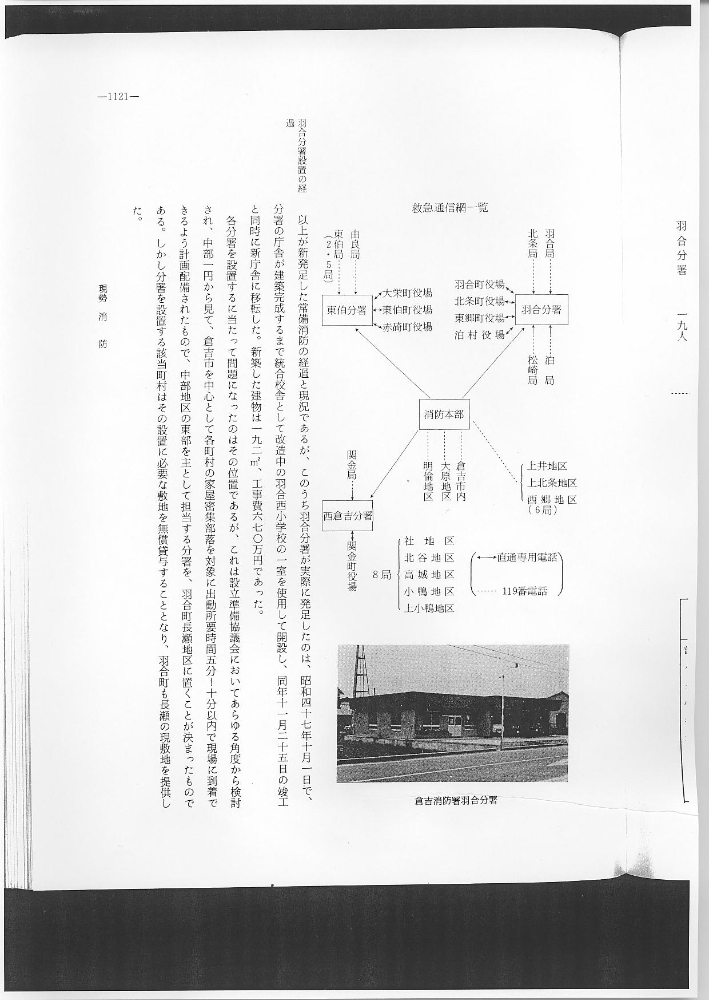 羽合分署　一九人
救急通信網一覧
羽合局
北条局
由良局
東伯局
(2・5局)
羽合町役場
北条町役場
東郷町役場
泊村役場
羽合分署
大栄町役場
東伯町役場
赤碕町役場
東伯分署
泊局
松崎局
消防本部
上井地区
上北条地区
西郷地区
(6局)
倉吉市内
大原地区
明倫地区
関金局
西倉吉分署
関金町役場
8局
社地区
北谷地区
高城地区
小鴨地区
上小鴨地区
直通専用電話
119番電話
倉吉消防署羽合分署
羽合分署設置の経
過
以上が新発足した常備消防の経過と現況であるが、このうち羽合分署が実際に発足したのは、昭和四十七年十月一日で、
分署の庁舎が建築完成するまで統合校舎として改造中の羽合西小学校の一室を使用して開設し、同年十一月二十五日の竣工
と同時に新庁舎に移転した。新築した建物は一九二㎡、工事費六七〇万円であった。
各分署を設置するに当たって問題になったのはその位置であるが、これは設立準備協議会においてあらゆる角度から検討
され、中部一円から見て、倉吉市を中心として各町村の家屋密集部落を対象に出動所要時間五分～十分以内で現場に到着で
きるよう計画配備されたもので、中部地区の東部を主として担当する分署を、羽合町長瀬地区に置くことが決まったもので
ある。しかし分署を設置する該当町村はその設置に必要な敷地を無償貸与することとなり、羽合町も長瀬の現敷地を提供し
た。
現勢　消　防
―1121―